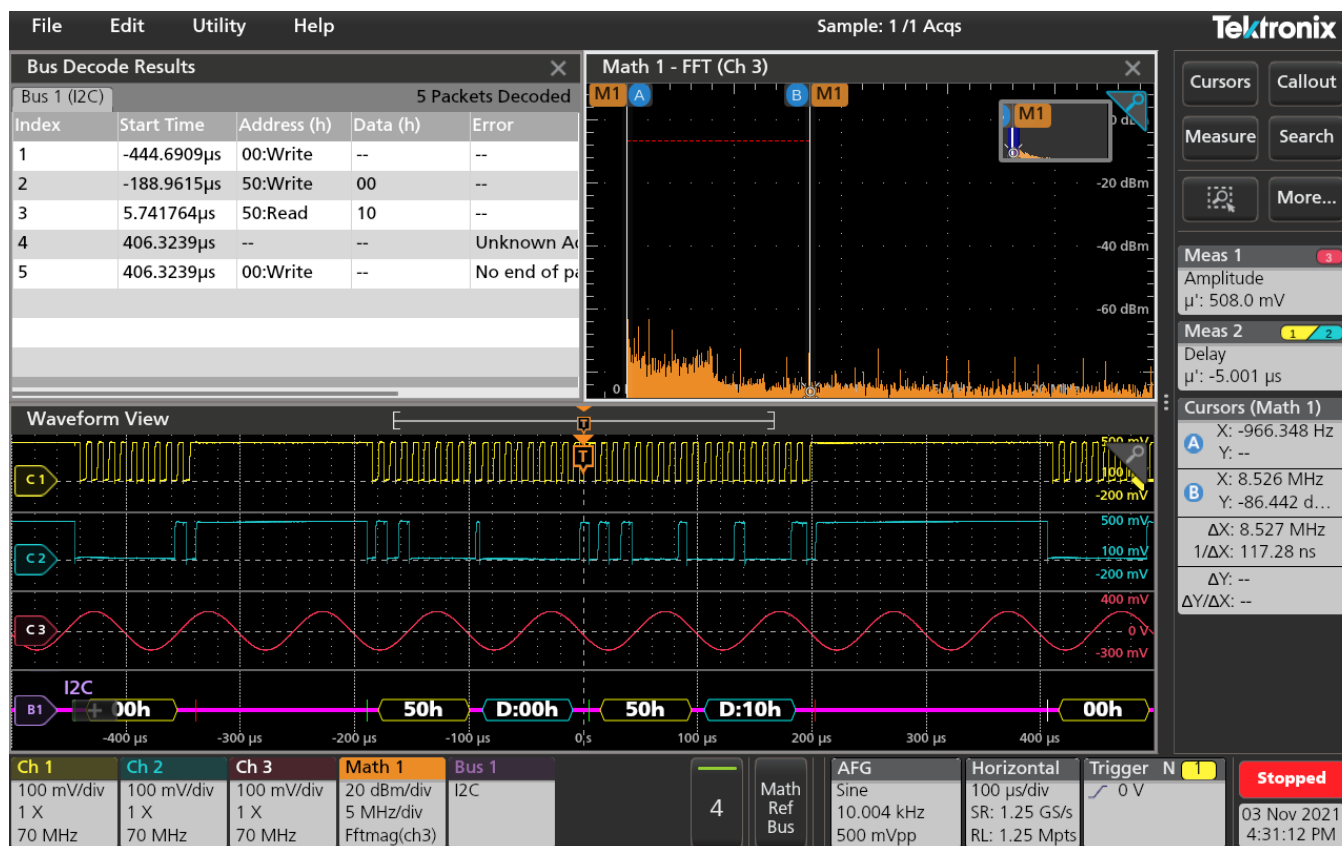 File Edit Utility Help Sample: 1 /1 Acqs Tektronix
Bus Decode Results
Bus 1 (I2C) 5 Packets Decoded
Index Start Time Address (h) Data (h) Error
1 -444.6909µs 00:Write -- --
2 -188.9615µs 50:Write 00 --
3 5.741764µs 50:Read 10 --
4 406.3239µs -- -- Unknown
5 406.3239µs 00:Write -- No end of
Math 1 - FFT (Ch 3)
M1 A B M1
M1
-20 dBm
-40 dBm
-60 dBm
Cursors Callout
Measure Search
More...
Meas 1 3
Amplitude
µ': 508.0 mV
Meas 2 1 2
Delay
µ': -5.001 µs
Cursors (Math 1)
A X: -966.348 Hz
Y: --
B X: 8.526 MHz
Y: -86.442 d...
ΔX: 8.527 MHz
1/ΔX: 117.28 ns
ΔY: --
ΔY/ΔX: --
Waveform View
T
T
C 1
500 mV
100
-200 mV
C 2
500 mV
100 mV
-200 mV
C 3
400 mV
0 V
-300 mV
I2C
B1 00h 50h D:00h 50h D:10h 00h
-400 µs -300 µs -200 µs -100 µs 0 s 100 µs 200 µs 300 µs 400 µs
Ch 1
100 mV/div
1 X
70 MHz
Ch 2
100 mV/div
1 X
70 MHz
Ch 3
100 mV/div
1 X
70 MHz
Math 1
20 dBm/div
5 MHz/div
Fftmag(ch3)
Bus 1
I2C
4
Math
Ref
Bus
AFG
Sine
10.004 kHz
500 mVpp
Horizontal
100 µs/div
SR: 1.25 GS/s
RL: 1.25 Mpts
Trigger N 1
0 V
Stopped
03 Nov 2021
4:31:12 PM